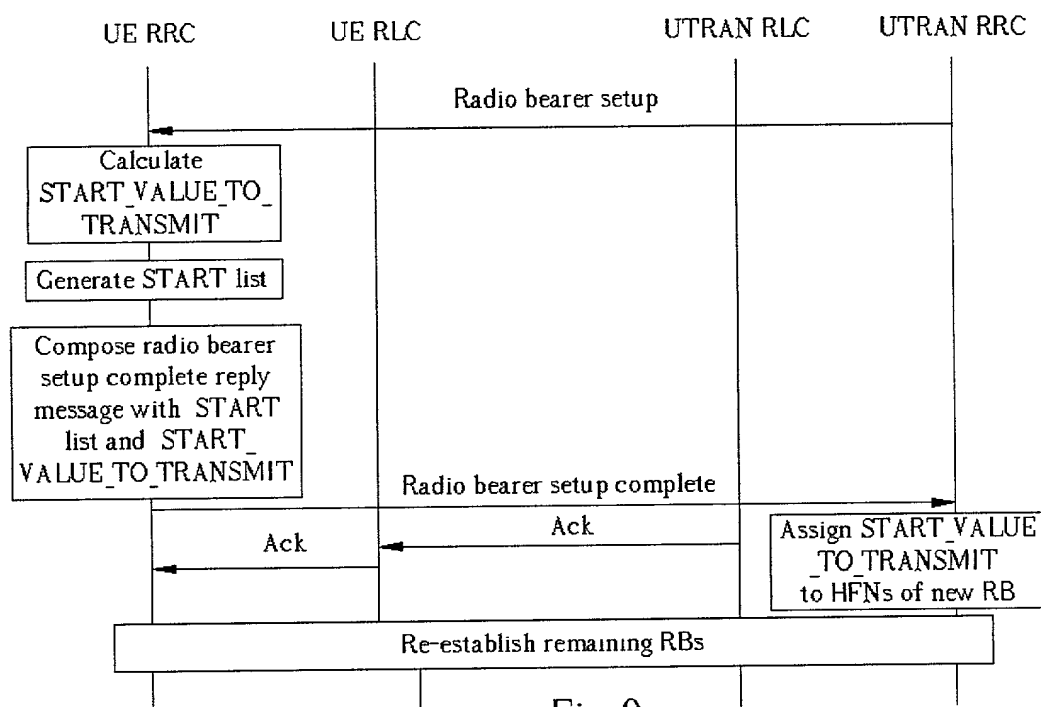 UE RRC
UE RLC
UTRAN RLC
UTRAN RRC
Radio bearer setup
Calculate
START_VALUE_TO_
TRANSMIT
Generate START list
Compose radio bearer
setup complete reply
message with START
list and START_
VALUE_TO_TRANSMIT
Radio bearer setup complete
Ack
Ack
Assign START_VALUE
_TO_TRANSMIT
to HFNs of new RB
Re-establish remaining RBs